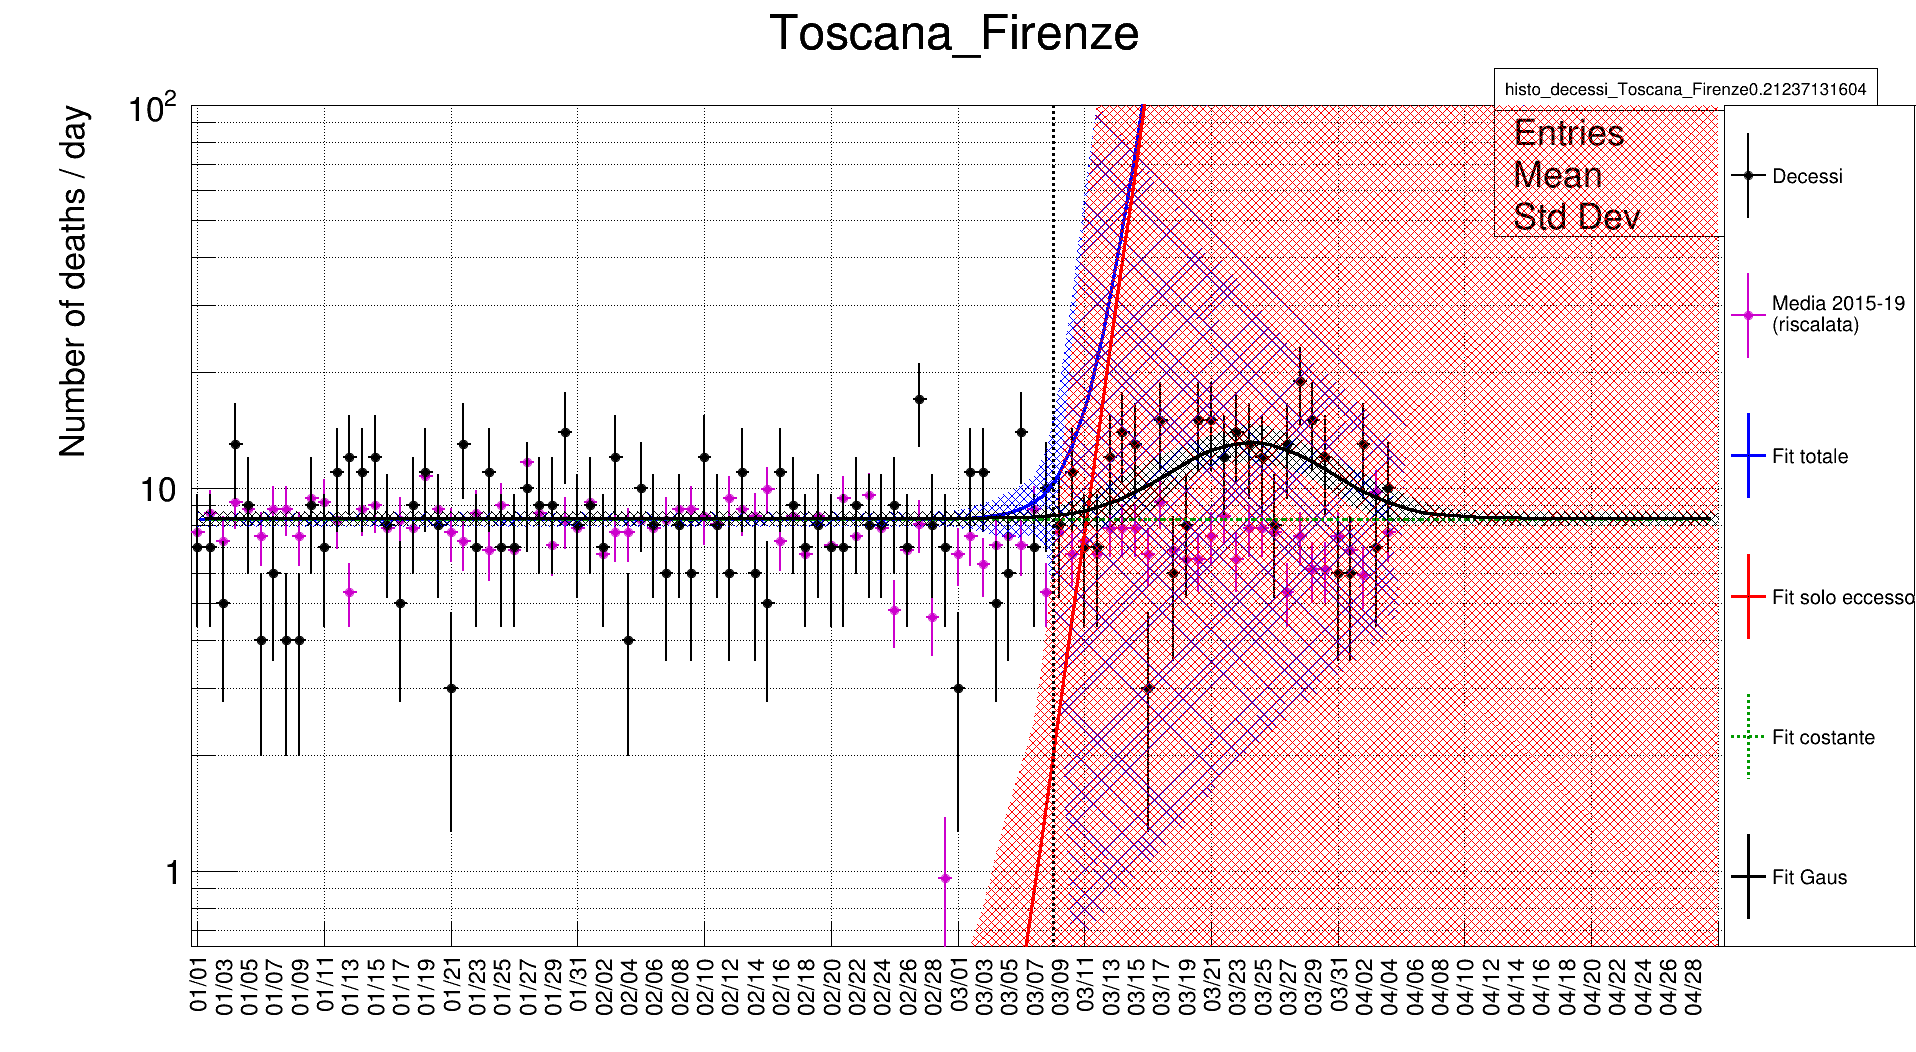 Toscana_Firenze
histo_decessi_Toscana_Firenze0.21237131604
Entries
Mean
Std Dev
Number of deaths / day
10²
10
1
Decessi
Media 2015-19
(riscalata)
Fit totale
Fit solo eccesso
Fit costante
Fit Gaus
01/01 01/03 01/05 01/07 01/09 01/11 01/13 01/15 01/17 01/19 01/21 01/23 01/25 01/27 01/29 01/31 02/02 02/04 02/06 02/08 02/10 02/12 02/14 02/16 02/18 02/20 02/22 02/24 02/26 02/28 03/01 03/03 03/05 03/07 03/09 03/11 03/13 03/15 03/17 03/19 03/21 03/23 03/25 03/27 03/29 03/31 04/02 04/04 04/06 04/08 04/10 04/12 04/14 04/16 04/18 04/20 04/22 04/24 04/26 04/28